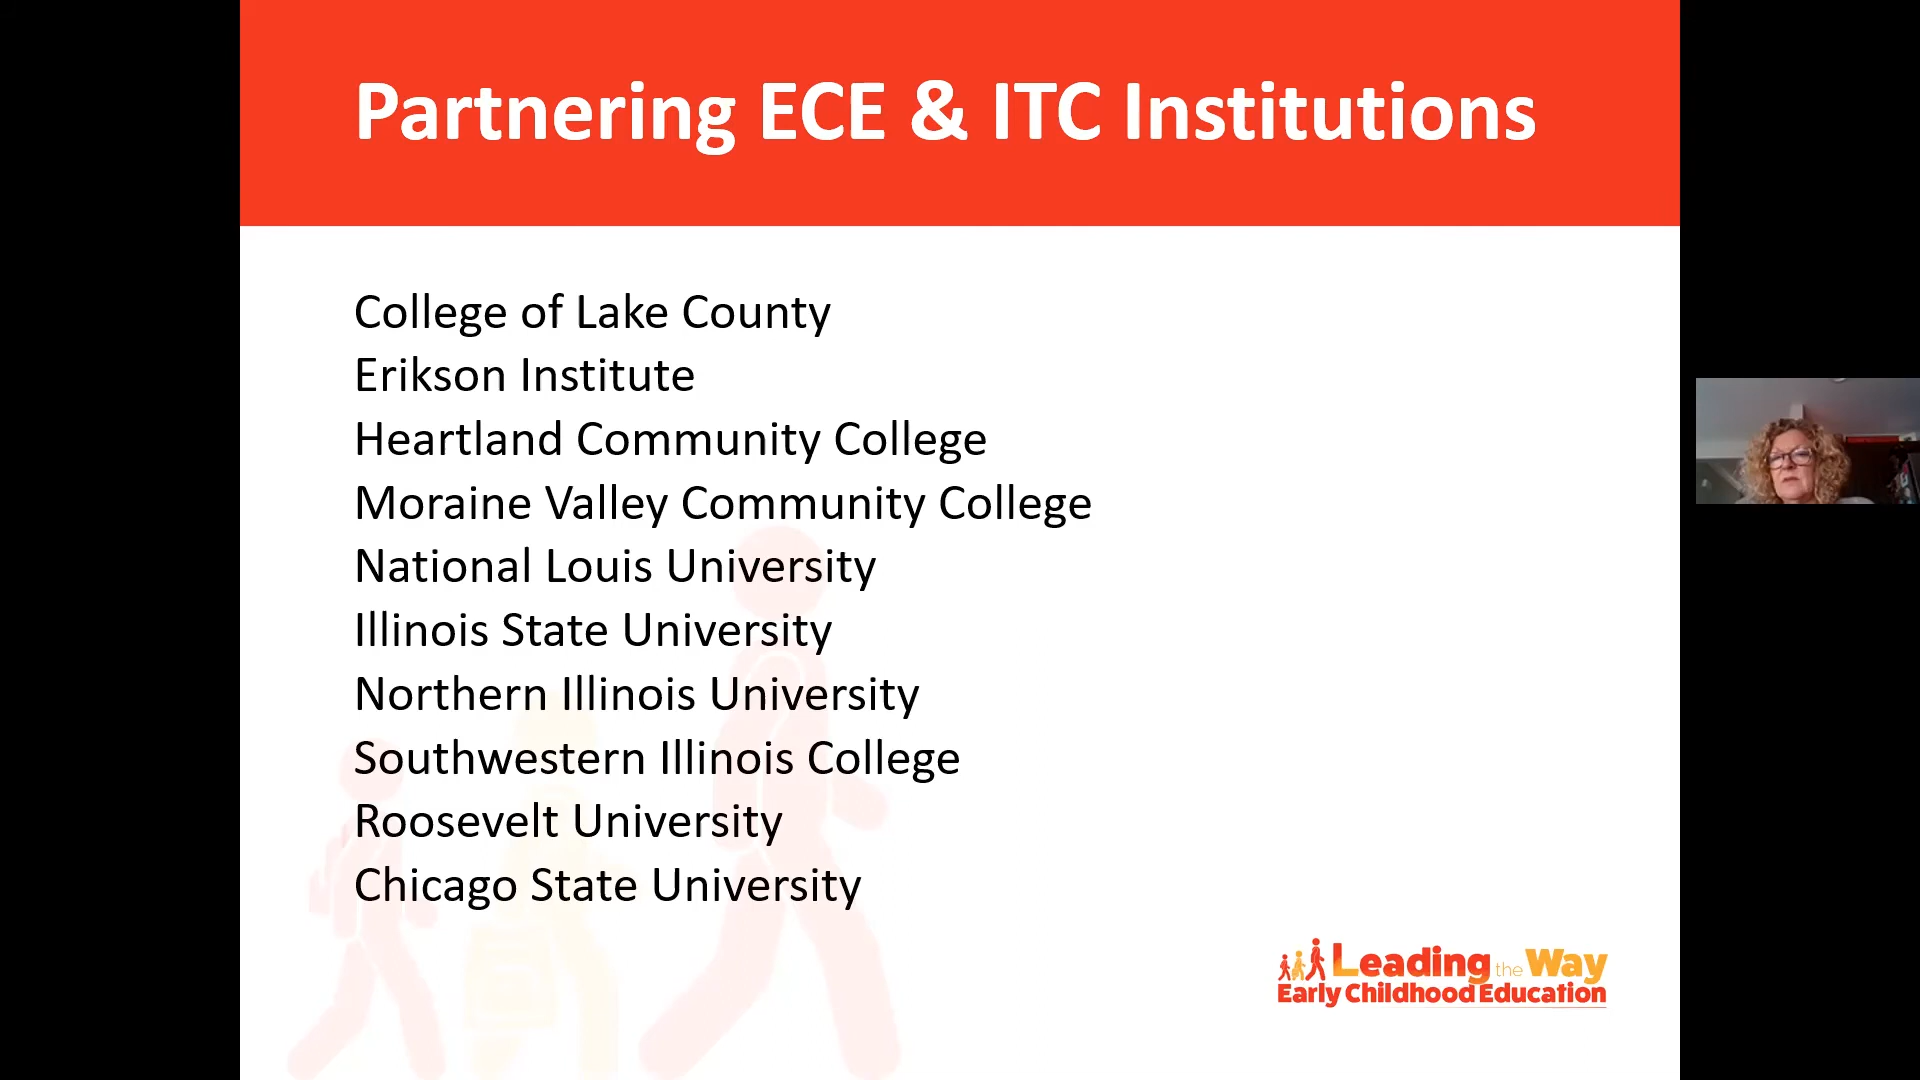 Partnering ECE & ITC Institutions
College of Lake County
Erikson Institute
Heartland Community College
Moraine Valley Community College
National Louis University
Illinois State University
Northern Illinois University
Southwestern Illinois College
Roosevelt University
Chicago State University
Leading the Way
Early Childhood Education